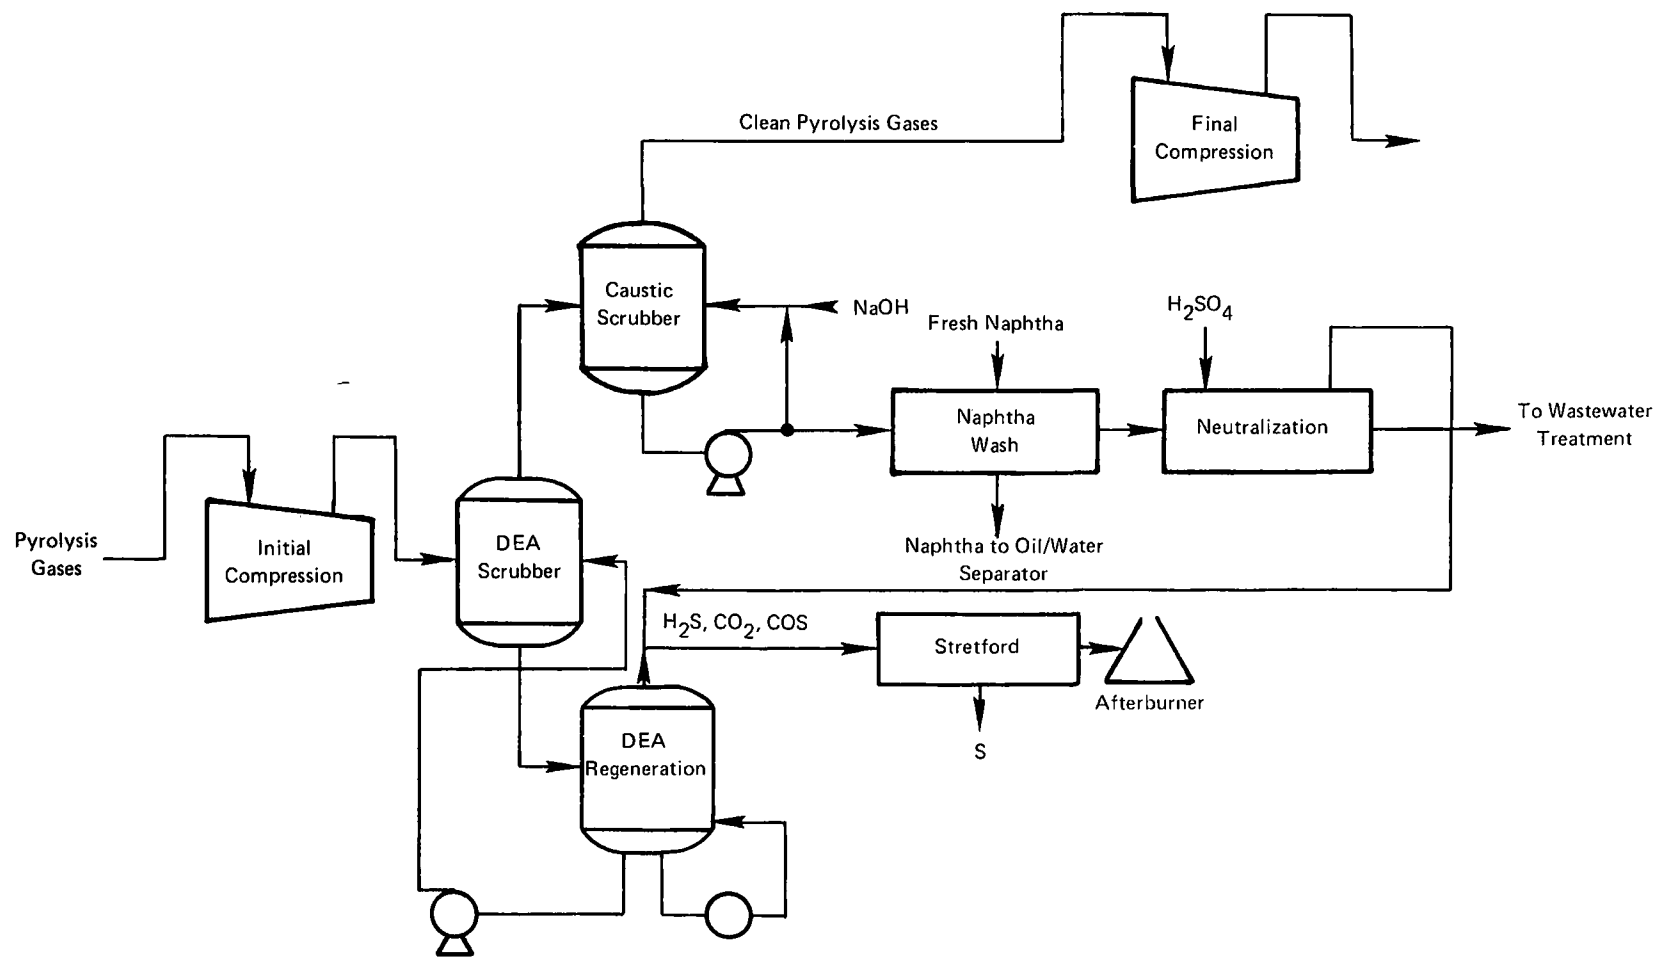 Clean Pyrolysis Gases
Final
Compression
Caustic
Scrubber
NaOH
Fresh Naphtha
H₂SO₄
Naphtha
Wash
Neutralization
To Wastewater
Treatment
Pyrolysis
Gases
Initial
Compression
DEA
Scrubber
Naphtha to Oil/Water
Separator
H₂S, CO₂, COS
Stretford
Afterburner
S
DEA
Regeneration